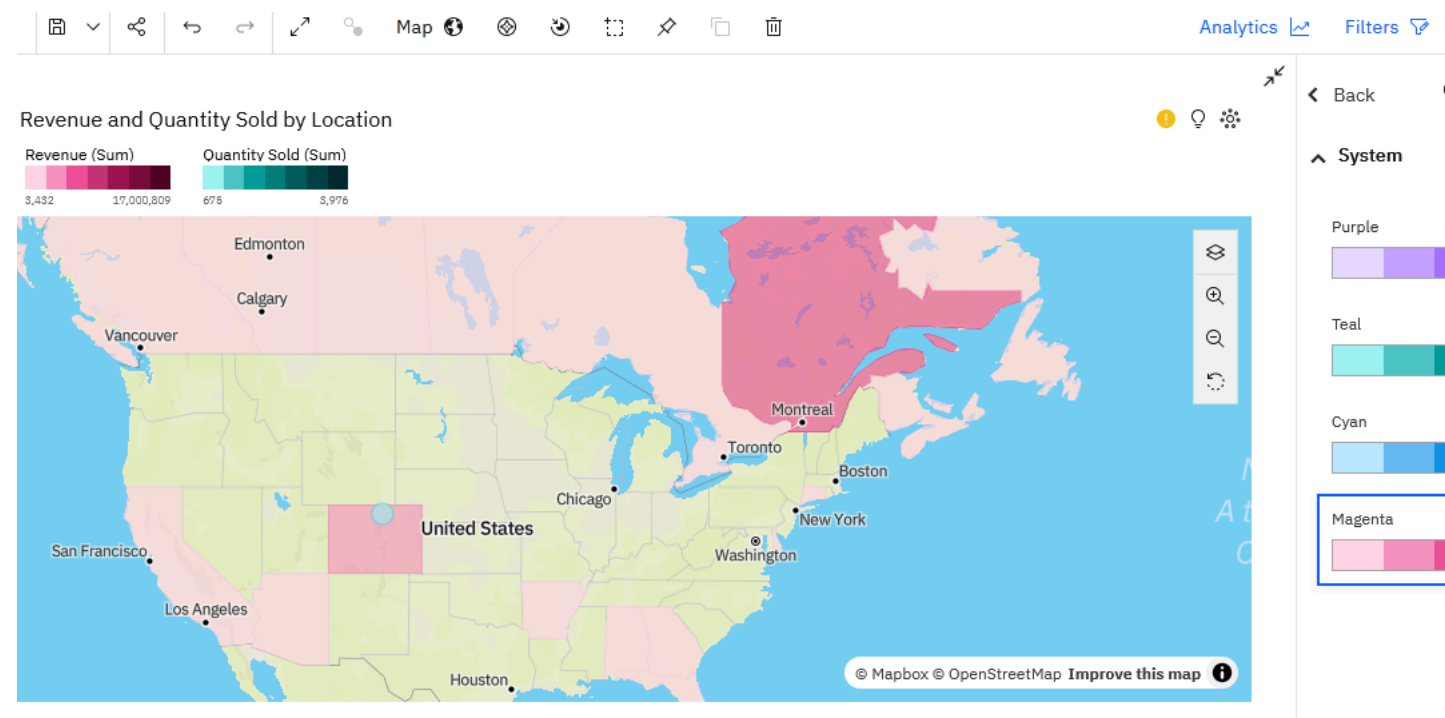 Map
Analytics
Filters
Back
Revenue and Quantity Sold by Location
System
Revenue (Sum)
Quantity Sold (Sum)
3,432
17,000,809
675
3,976
Purple
Edmonton
Calgary
Vancouver
Teal
Montreal
Cyan
Toronto
Boston
Chicago
New York
Magenta
United States
Washington
San Francisco
Los Angeles
Houston
© Mapbox © OpenStreetMap Improve this map